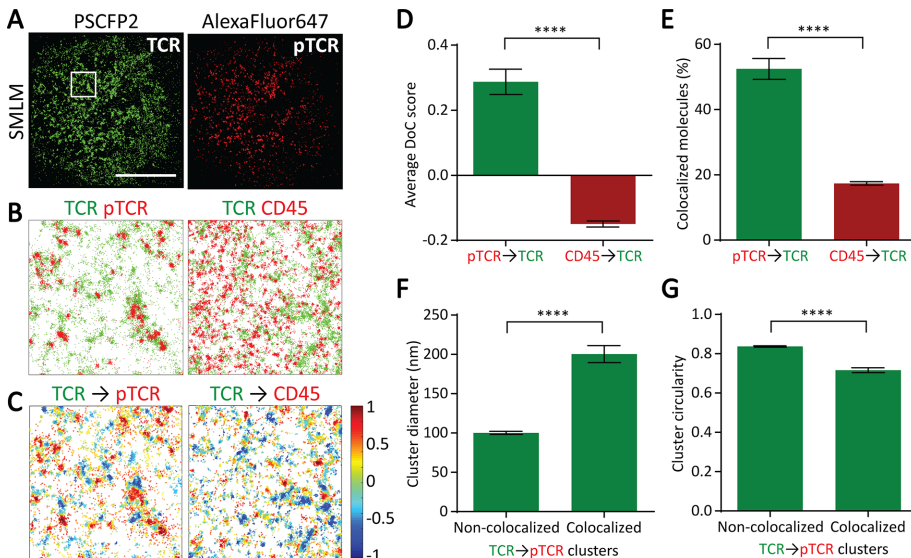 A
PSCFP2
AlexaFluor647
SMLM
TCR
pTCR
B
TCR pTCR
TCR CD45
C
TCR → pTCR
TCR → CD45
1
0.5
0
-0.5
-1
D
Average DoC score
0.4
0.2
0.0
-0.2
****
pTCR→TCR
CD45→TCR
E
Colocalized molecules (%)
60
40
20
0
****
pTCR→TCR
CD45→TCR
F
Cluster diameter (nm)
250
200
150
100
50
0
****
Non-colocalized
Colocalized
TCR→pTCR clusters
G
Cluster circularity
1.0
0.8
0.6
0.4
0.2
0.0
****
Non-colocalized
Colocalized
TCR→pTCR clusters